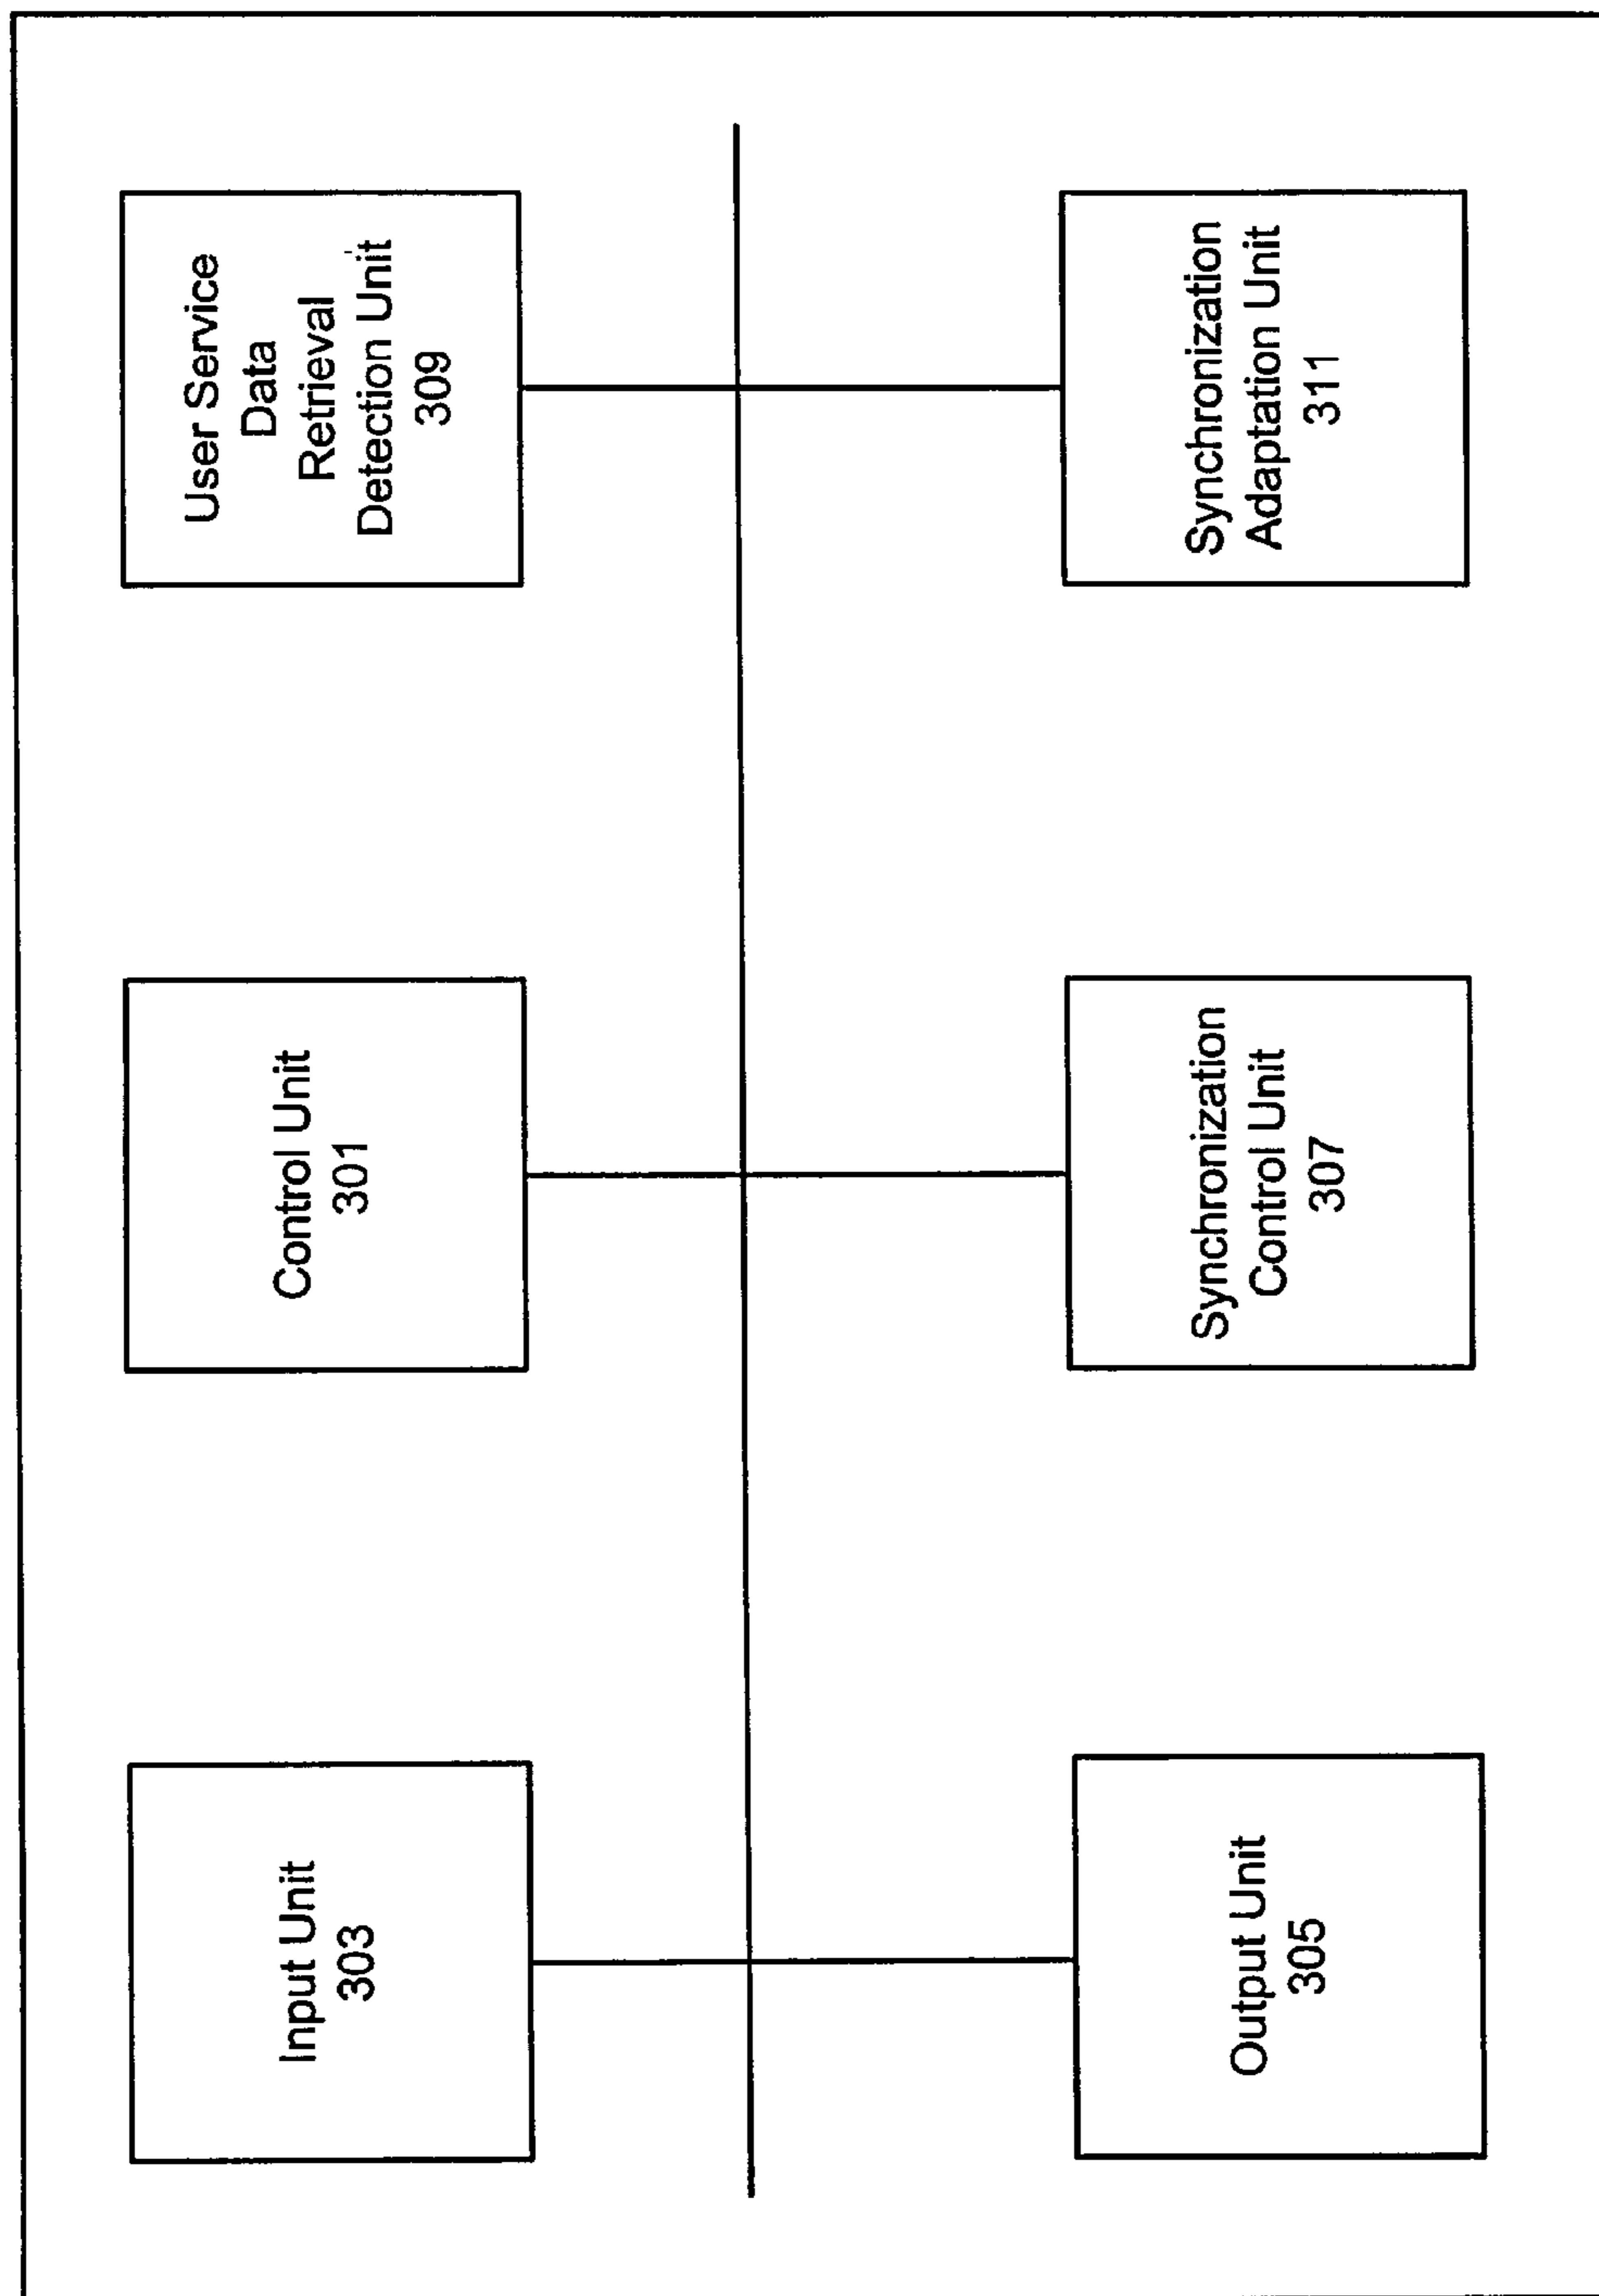 Input Unit
303
Control Unit
301
User Service
Data
Retrieval
Detection Unit
309
Output Unit
305
Synchronization
Control Unit
307
Synchronization
Adaptation Unit
311